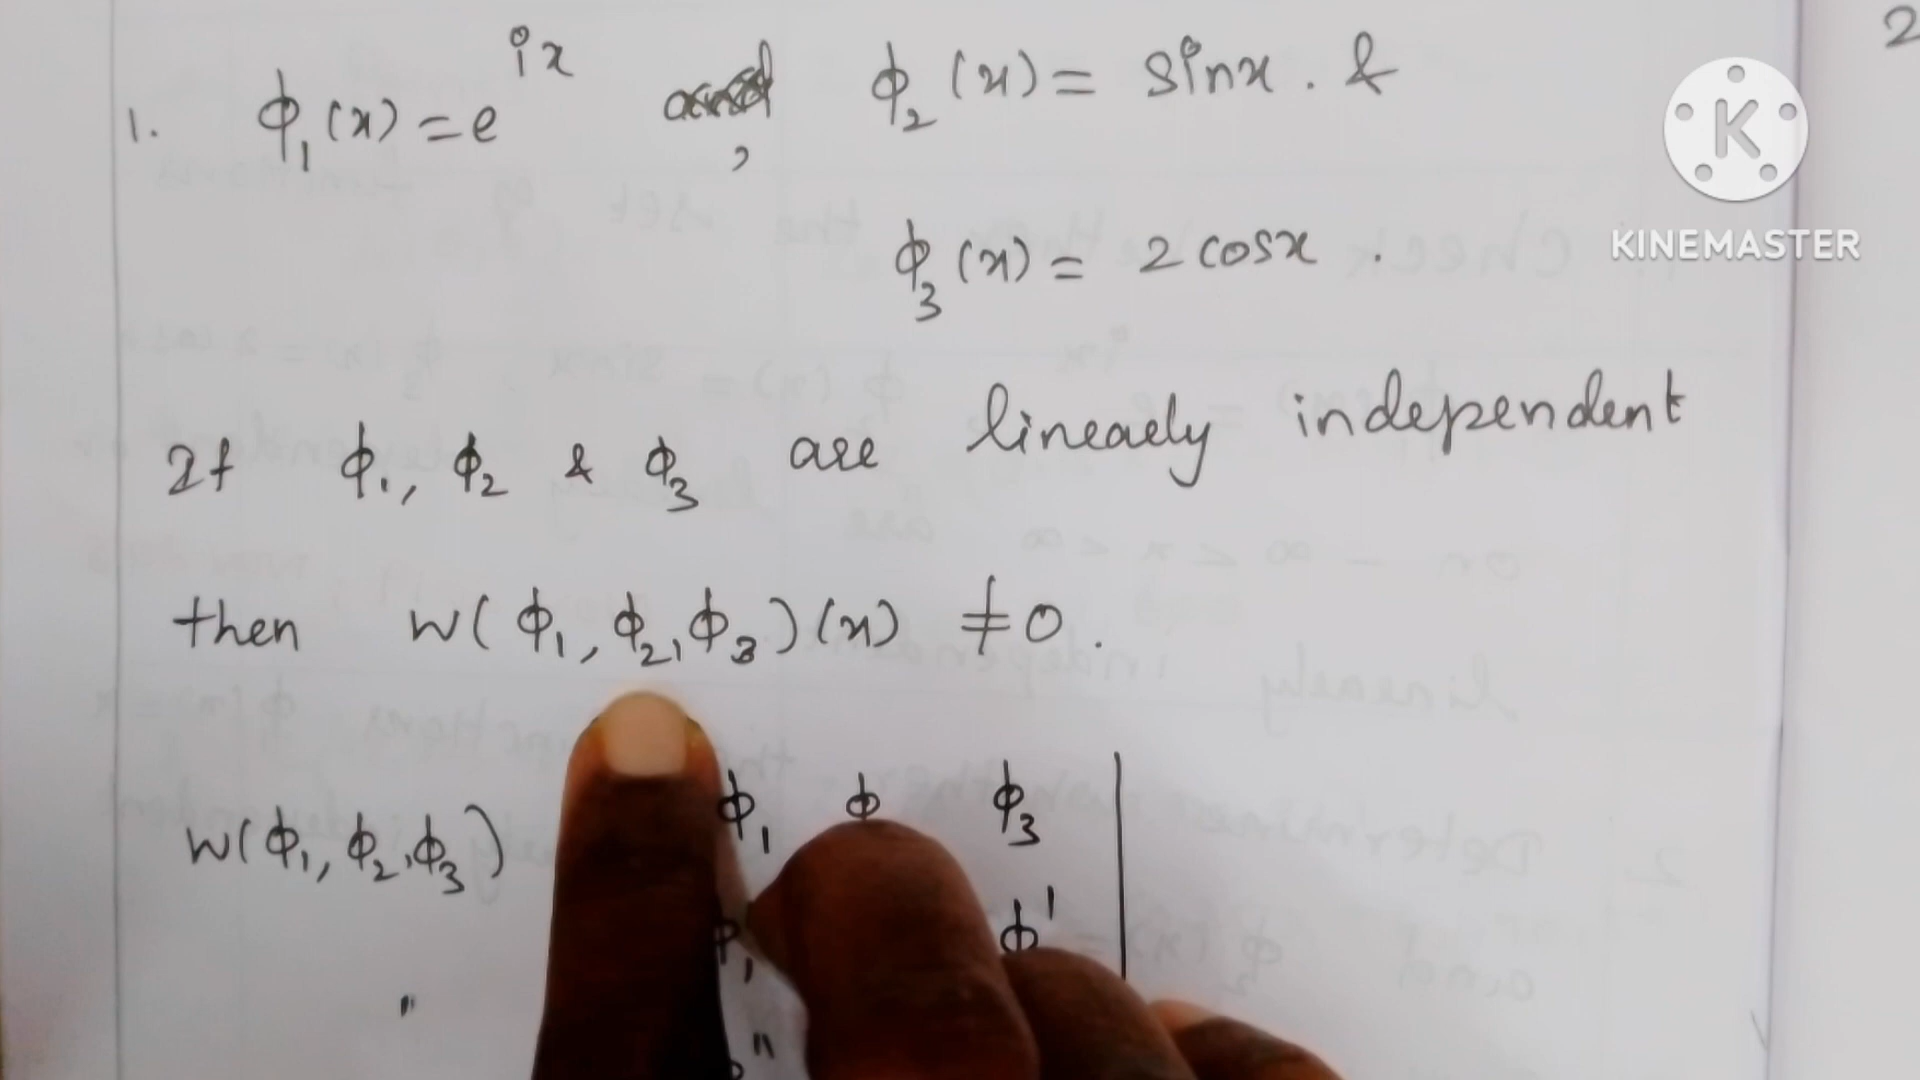 1. ϕ₁(x) = e^{ix} , ϕ₂(x) = sinx. &
ϕ₃(x) = 2cosx.
If ϕ₁, ϕ₂ & ϕ₃ are linearly independent
then W(ϕ₁, ϕ₂, ϕ₃)(x) ≠ 0.
W(ϕ₁, ϕ₂, ϕ₃) ϕ₁ ϕ ϕ₃
ϕ'
2
K
KINEMASTER